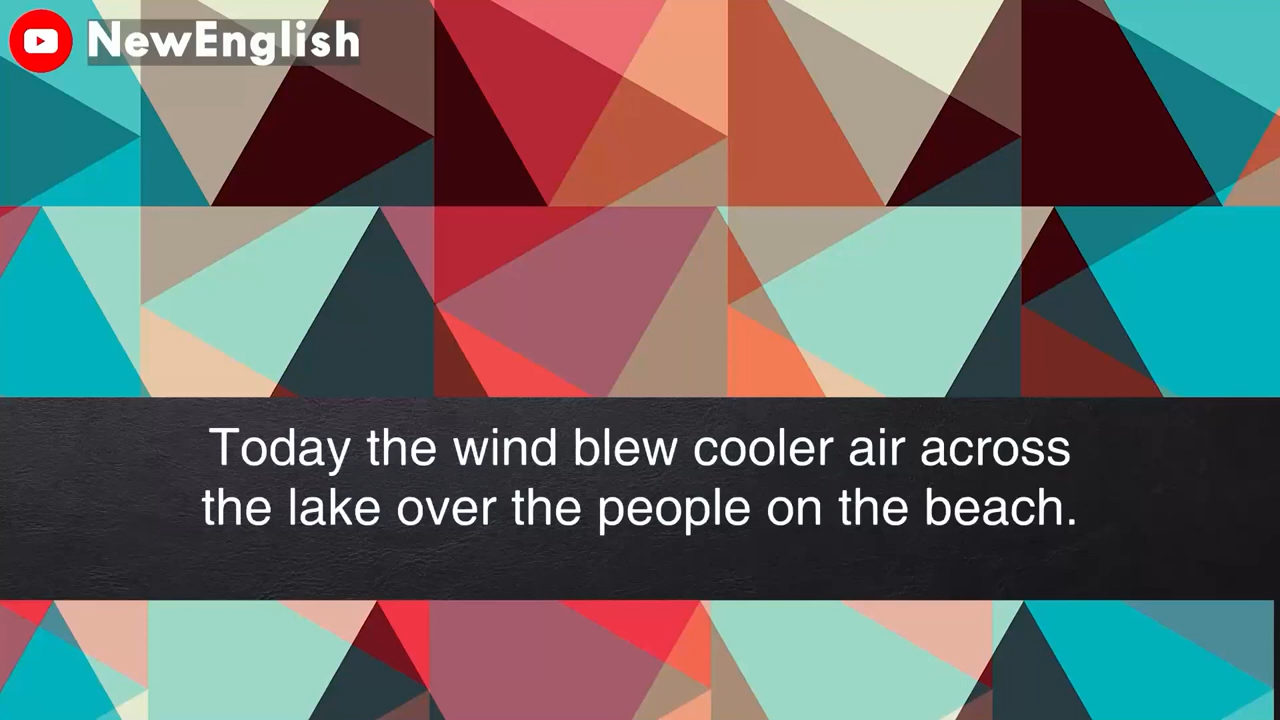 NewEnglish
Today the wind blew cooler air across
the lake over the people on the beach.